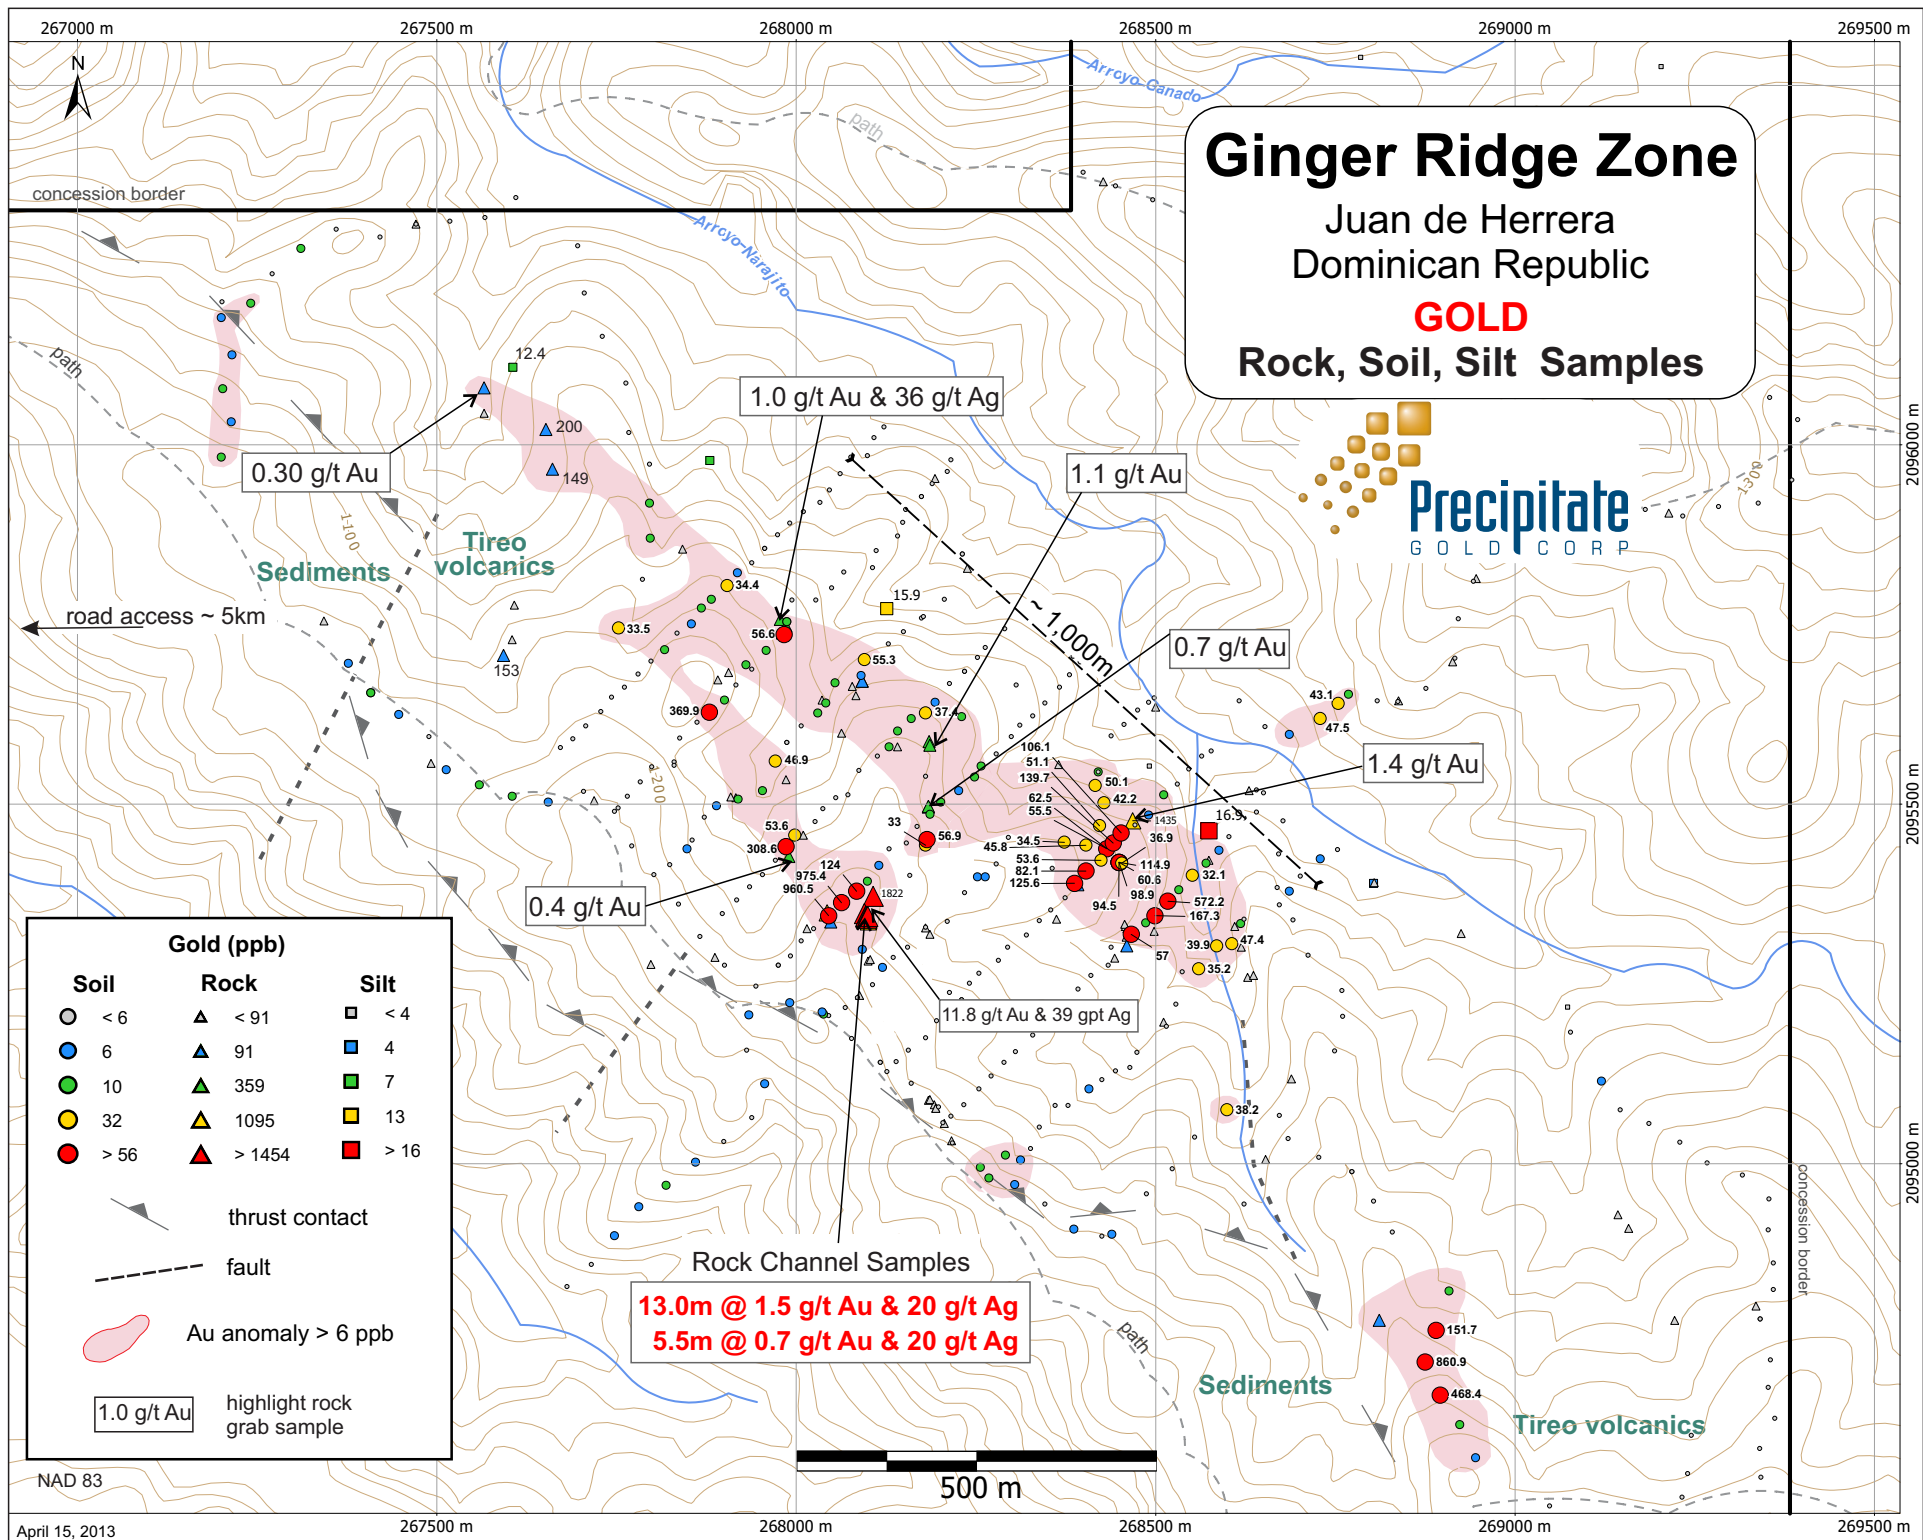 267000 m
267500 m
268000 m
268500 m
269000 m
269500 m
N
Arroyo Ganado
path
concession border
Arroyo Narajito
Ginger Ridge Zone
Juan de Herrera
Dominican Republic
GOLD
Rock, Soil, Silt Samples
path
12.4
1.0 g/t Au & 36 g/t Ag
200
149
0.30 g/t Au
1.1 g/t Au
Precipitate
GOLD CORP
1300
2096000 m
1100
Tireo
volcanics
Sediments
34.4
15.9
road access ~ 5km
33.5
56.6
~ 1,000m
0.7 g/t Au
55.3
153
43.1
369.9
37.4
47.5
106.1
51.1
139.7
1.4 g/t Au
46.9
50.1
1200
42.2
62.5
55.5
1435
16.9
2095500 m
53.6
33
56.9
34.5
36.9
308.6
45.8
53.6
114.9
124
82.1
60.6
32.1
975.4
125.6
960.5
1822
98.9
572.2
0.4 g/t Au
94.5
167.3
39.9
47.4
57
35.2
11.8 g/t Au & 39 gpt Ag
Gold (ppb)
Soil Rock Silt
< 6 < 91 < 4
6 91 4
10 359 7
32 1095 13
> 56 > 1454 > 16
thrust contact
fault
Au anomaly > 6 ppb
1.0 g/t Au
highlight rock
grab sample
38.2
2095000 m
concession border
Rock Channel Samples
13.0m @ 1.5 g/t Au & 20 g/t Ag
5.5m @ 0.7 g/t Au & 20 g/t Ag
path
151.7
860.9
468.4
Sediments
Tireo volcanics
500 m
NAD 83
April 15, 2013
267500 m
268000 m
268500 m
269000 m
269500 m